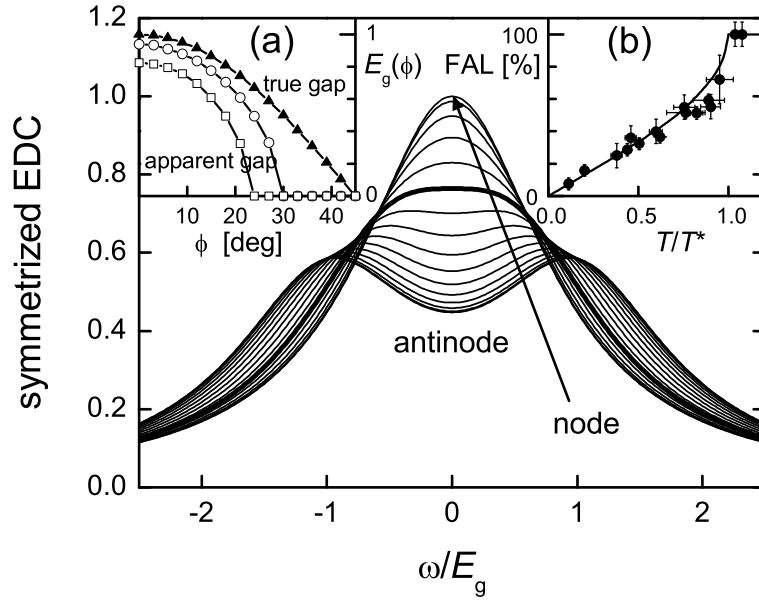 1.2
1.0
0.8
0.6
0.4
0.2
0.0
symmetrized EDC
(a)
true gap
apparent gap
1
E_g(ϕ)
0
10 20 30 40
ϕ [deg]
(b)
FAL [%]
100
0
0.0 0.5 1.0
T/T*
antinode
node
-2 -1 0 1 2
ω/E_g